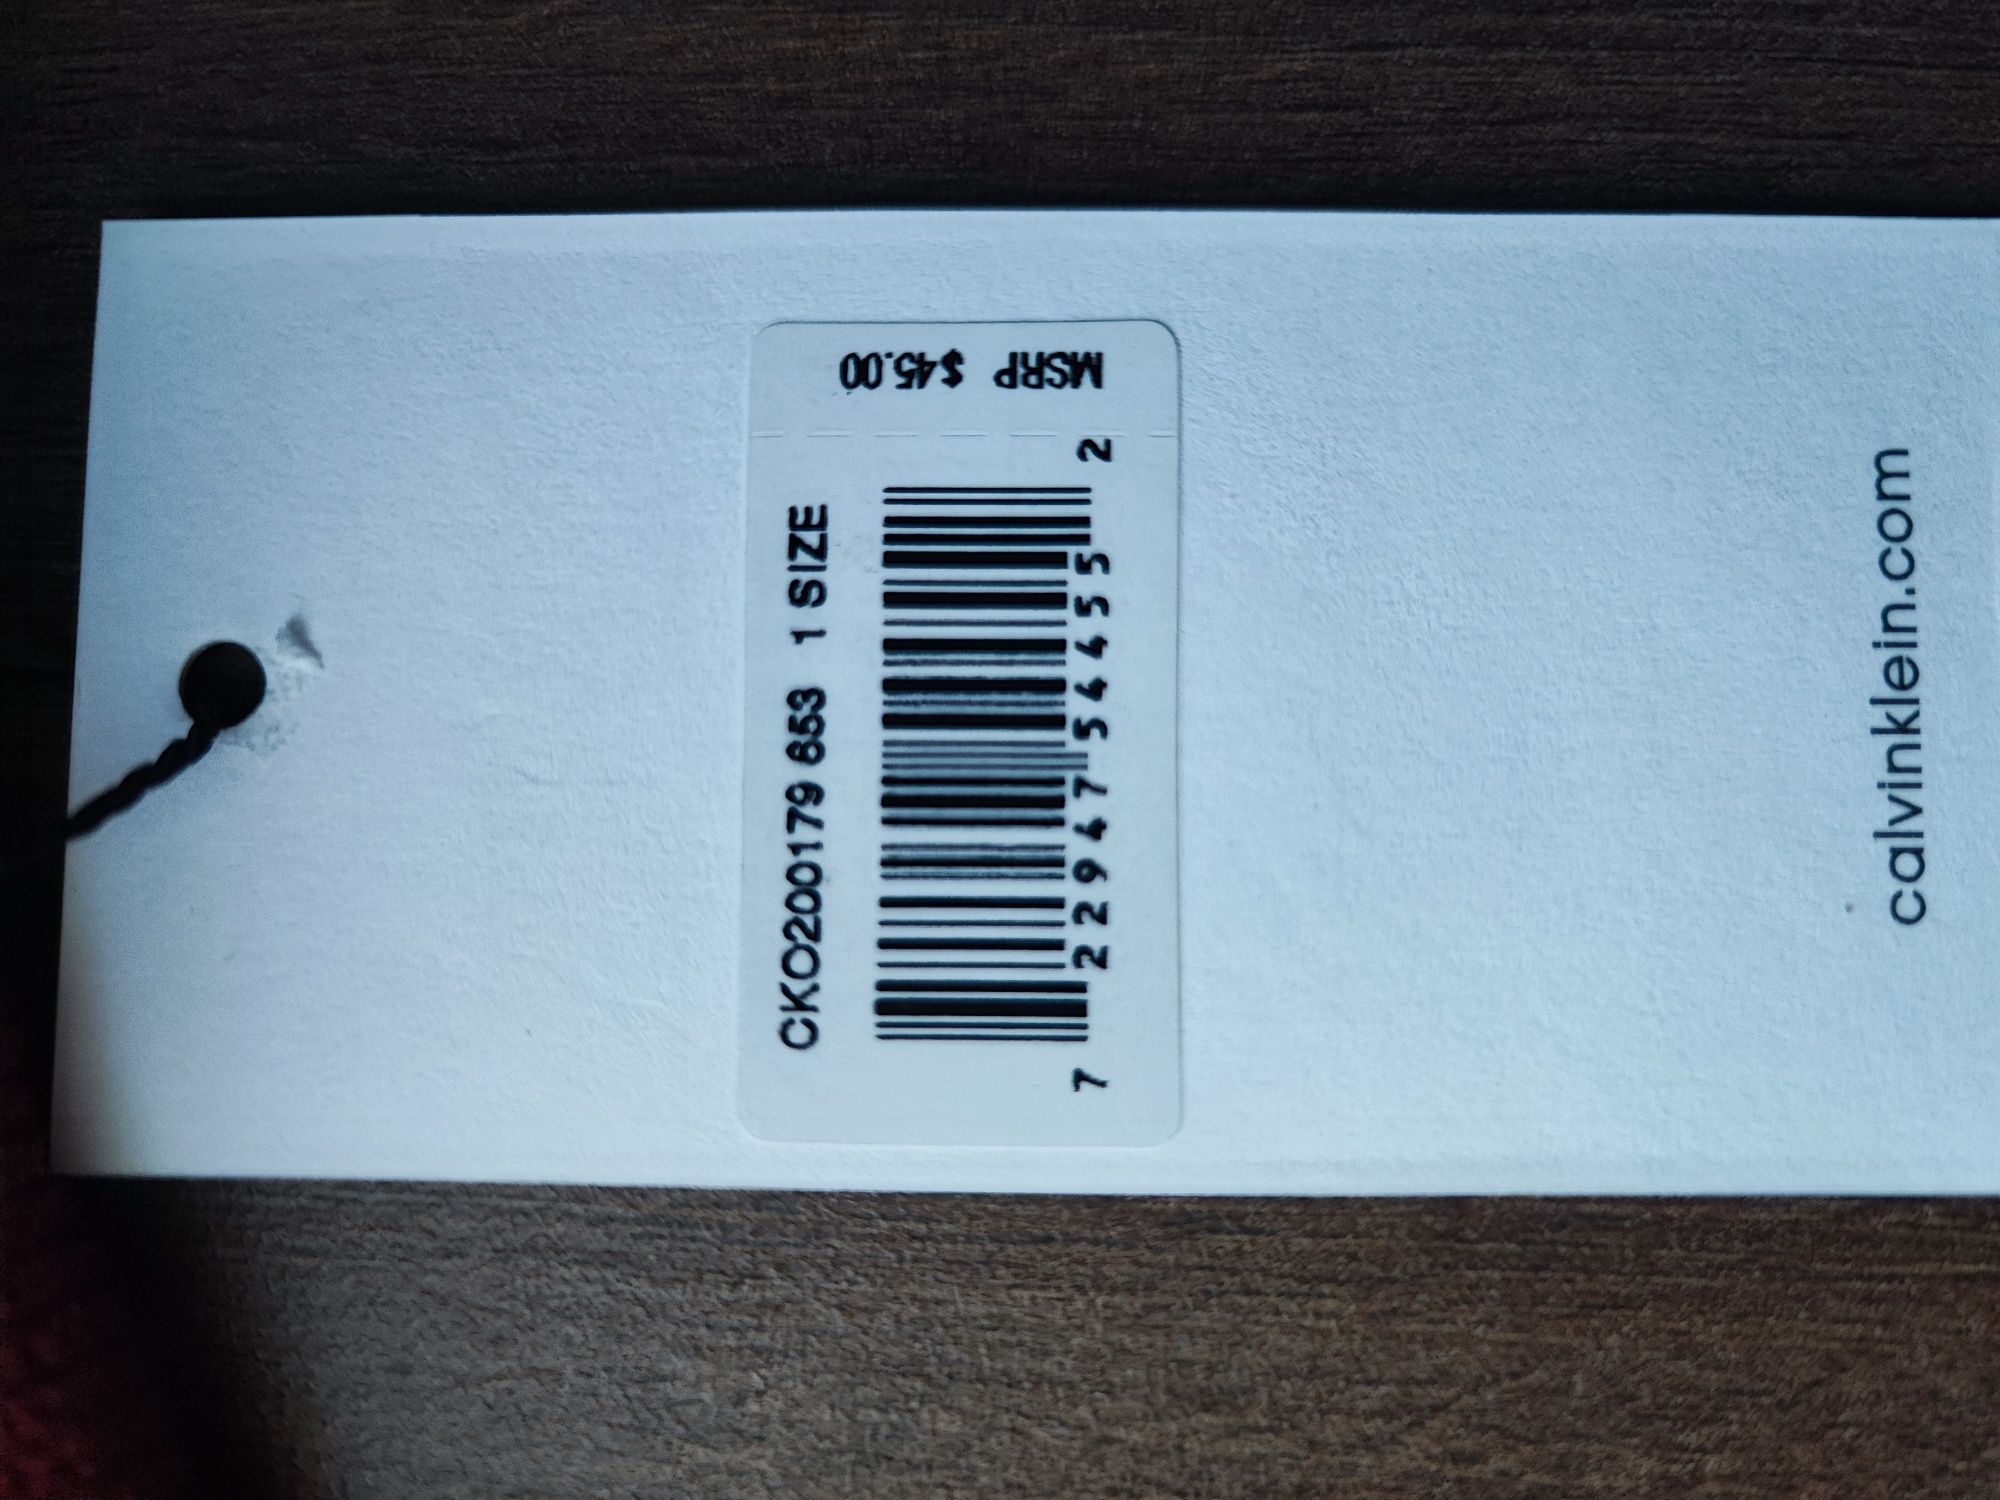 CKO200179 653 1 SIZE
7 22947 54455 2
MSRP $45.00
calvinklein.com